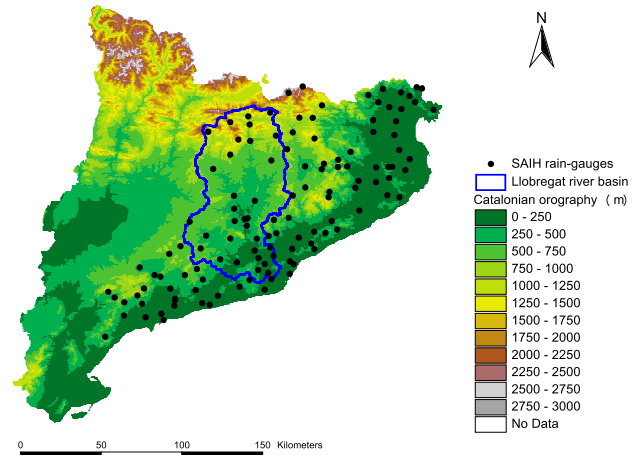 N
SAIH rain-gauges
Llobregat river basin
Catalonian orography ( m)
0 - 250
250 - 500
500 - 750
750 - 1000
1000 - 1250
1250 - 1500
1500 - 1750
1750 - 2000
2000 - 2250
2250 - 2500
2500 - 2750
2750 - 3000
No Data
0 50 100 150 Kilometers